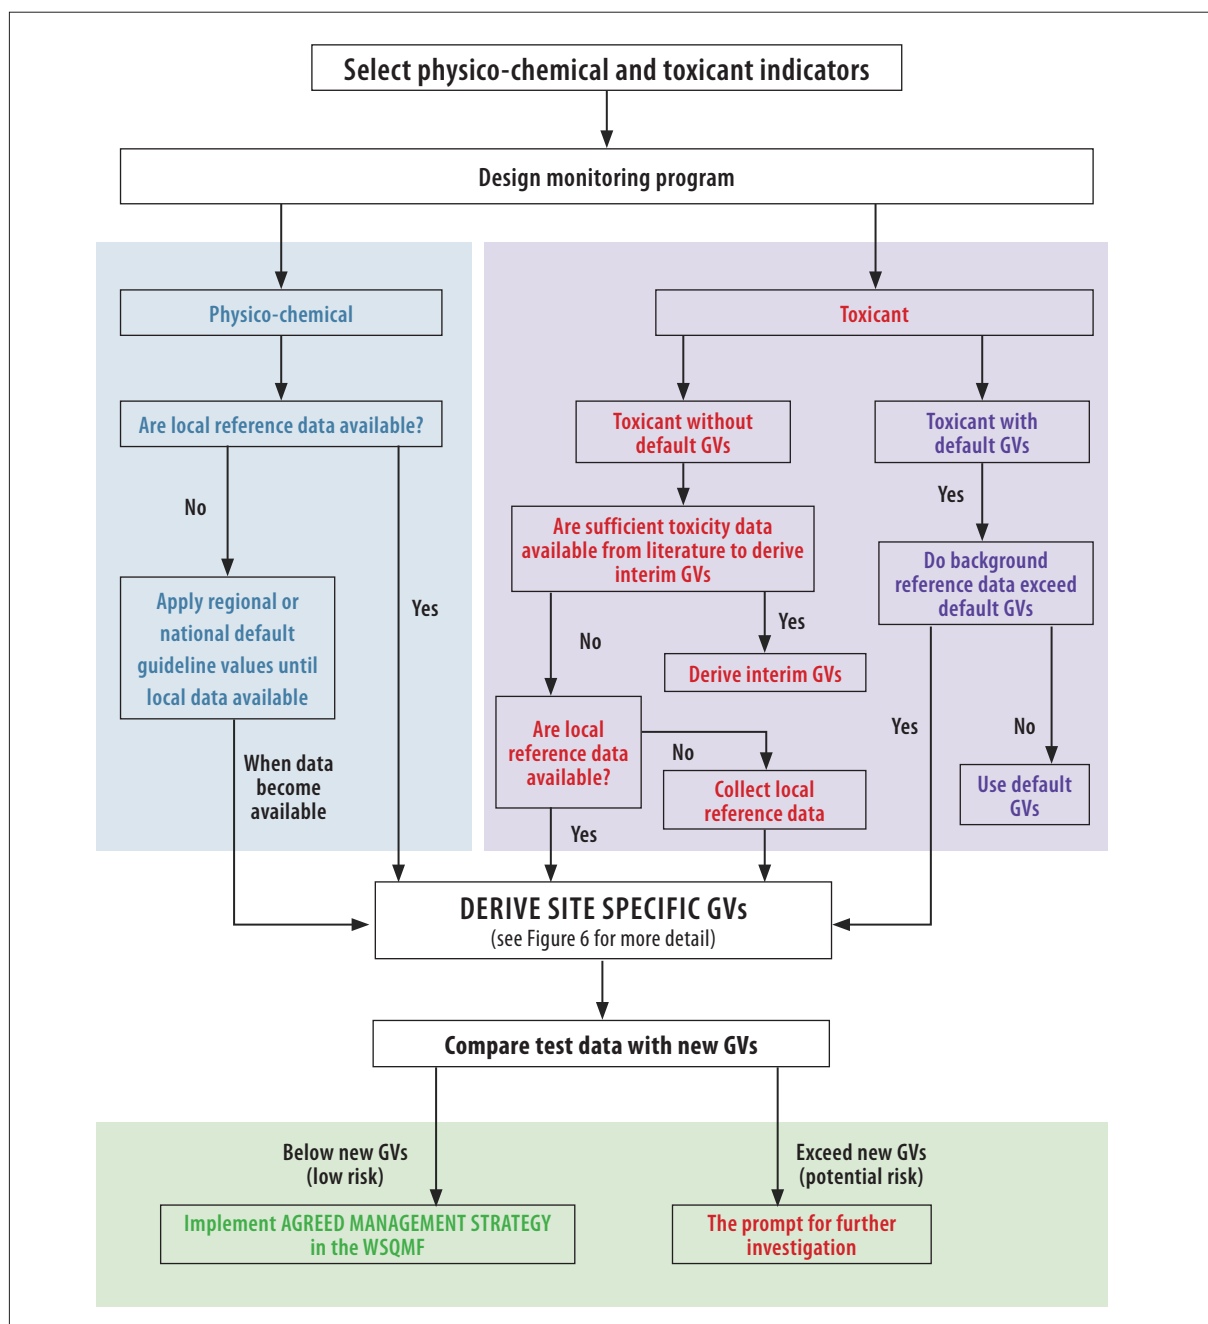 Select physico-chemical and toxicant indicators
Design monitoring program
Physico-chemical
Are local reference data available?
No
Apply regional or
national default
guideline values until
local data available
Yes
When data
become
available
Toxicant
Toxicant without
default GVs
Are sufficient toxicity data
available from literature to derive
interim GVs
No
Yes
Derive interim GVs
Are local
reference data
available?
No
Collect local
reference data
Yes
Toxicant with
default GVs
Yes
Do background
reference data exceed
default GVs
Yes
No
Use default
GVs
DERIVE SITE SPECIFIC GVs
(see Figure 6 for more detail)
Compare test data with new GVs
Below new GVs
(low risk)
Implement AGREED MANAGEMENT STRATEGY
in the WSQMF
Exceed new GVs
(potential risk)
The prompt for further
investigation